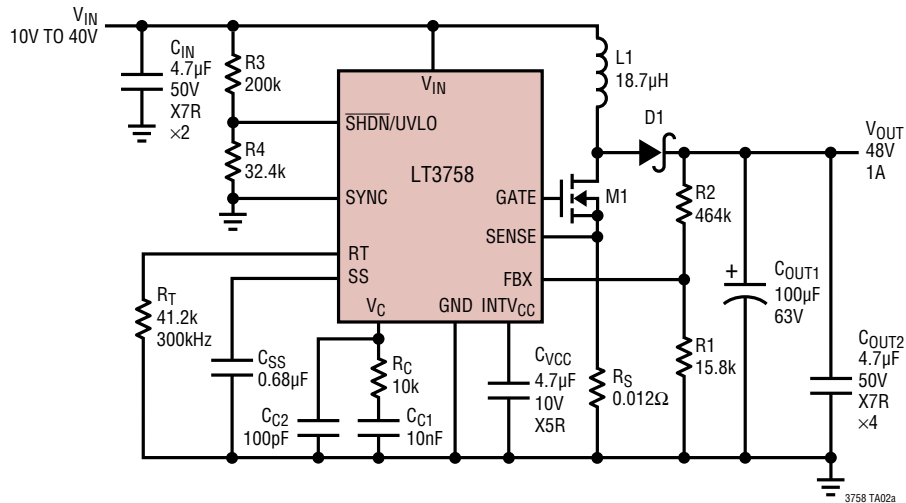 VIN
10V TO 40V
CIN
4.7µF
50V
X7R
×2
R3
200k
R4
32.4k
VIN
SHDN/UVLO
LT3758
SYNC
GATE
SENSE
RT
SS
FBX
VC
GND
INTVCC
L1
18.7µH
D1
M1
VOUT
48V
1A
R2
464k
RT
41.2k
300kHz
CSS
0.68µF
RC
10k
CC2
100pF
CC1
10nF
CVCC
4.7µF
10V
X5R
RS
0.012Ω
R1
15.8k
+
COUT1
100µF
63V
COUT2
4.7µF
50V
X7R
×4
3758 TA02a